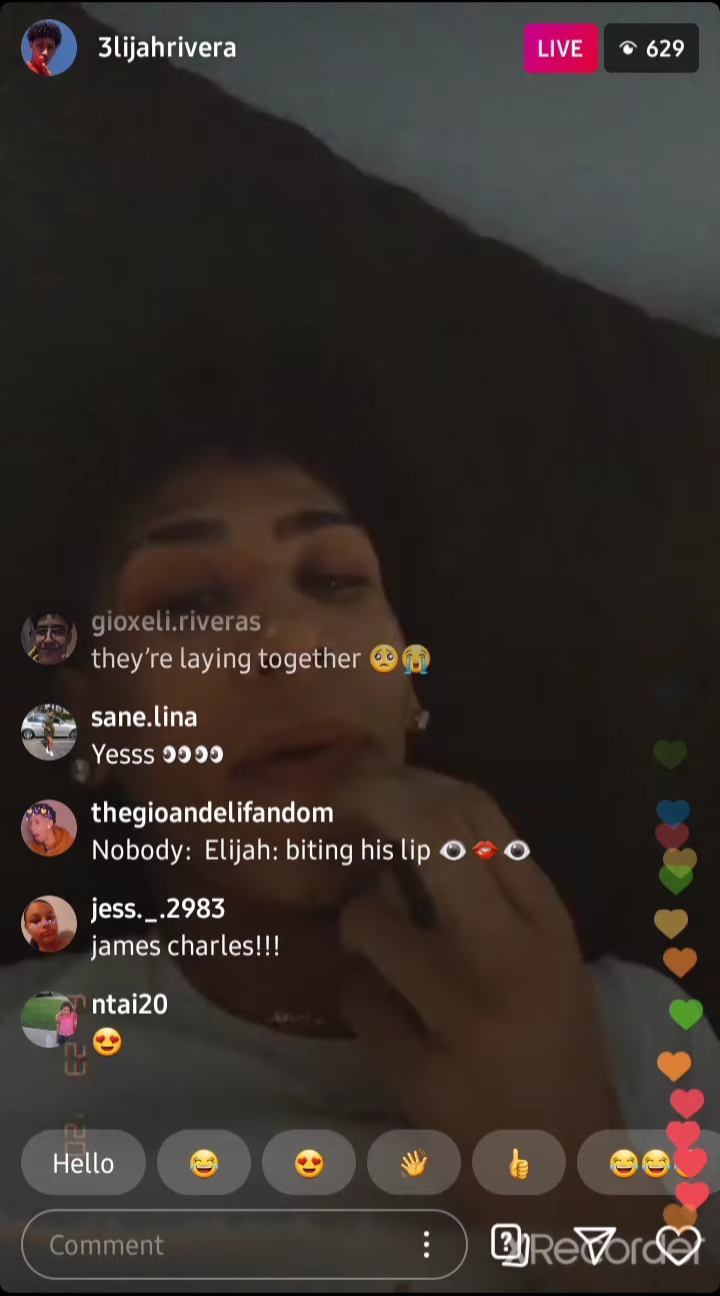 3lijahrivera
LIVE 629
gioxeli.riveras
they're laying together 🥺😭
sane.lina
Yesss 👀👀
thegioandelifandom
Nobody: Elijah: biting his lip 👁️👄👁️
jess._.2983
james charles!!!
ntai20
😍
Hello 😂 😍 👋 👍 😂😂
Comment
Recorder